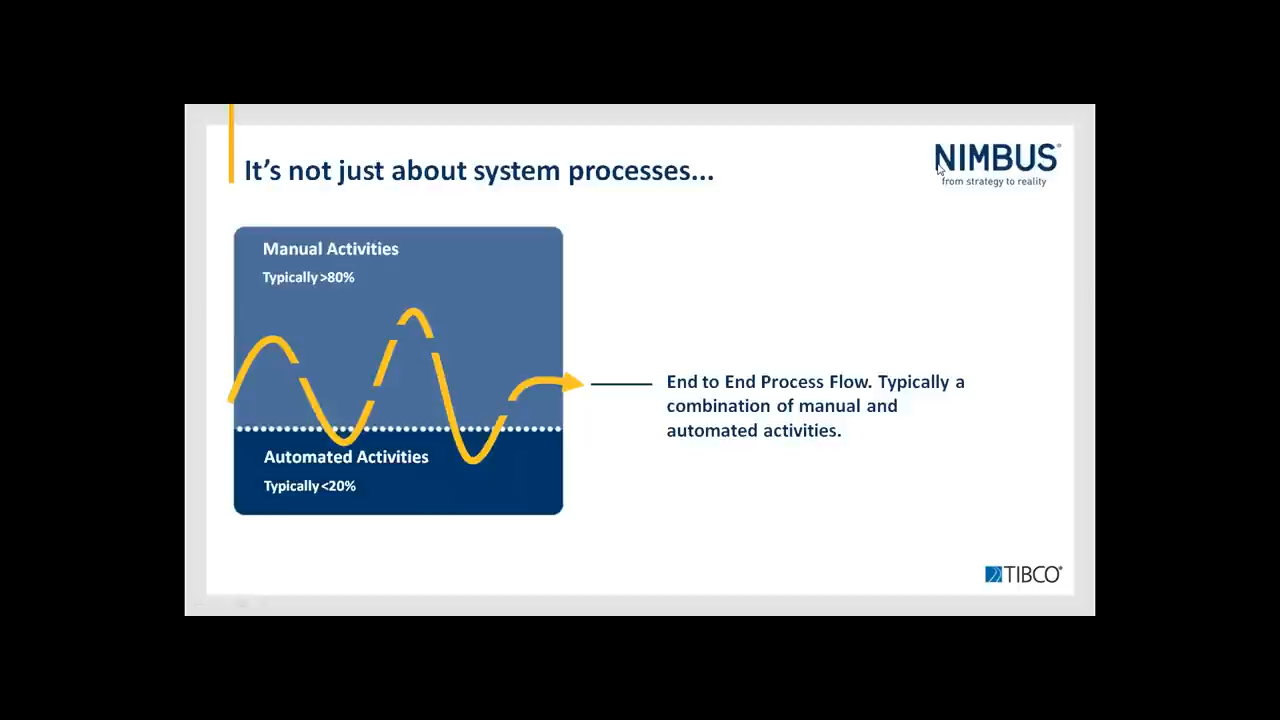 It’s not just about system processes...
NIMBUS®
from strategy to reality
Manual Activities
Typically >80%
End to End Process Flow. Typically a
combination of manual and
automated activities.
Automated Activities
Typically <20%
TIBCO®